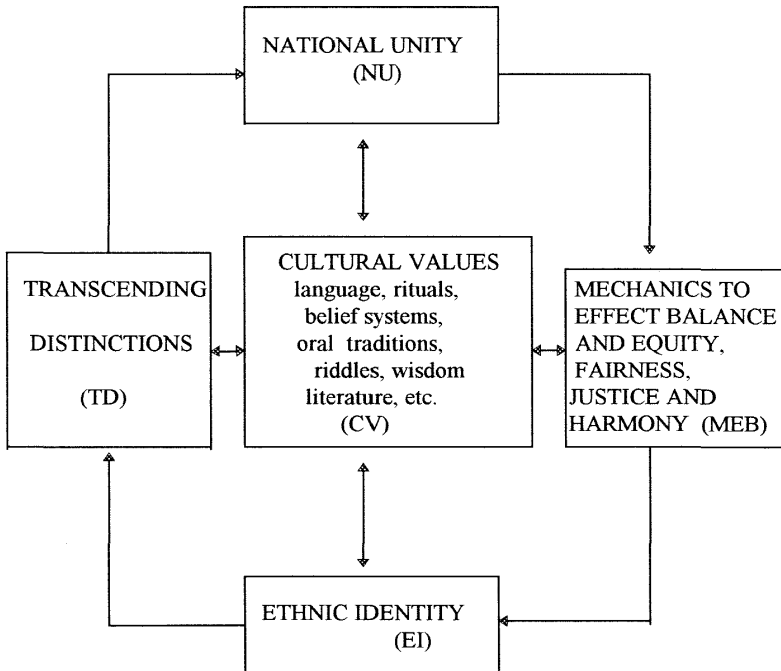 NATIONAL UNITY
(NU)
TRANSCENDING
DISTINCTIONS
(TD)
CULTURAL VALUES
language, rituals,
belief systems,
oral traditions,
riddles, wisdom
literature, etc.
(CV)
MECHANICS TO
EFFECT BALANCE
AND EQUITY,
FAIRNESS,
JUSTICE AND
HARMONY (MEB)
ETHNIC IDENTITY
(EI)